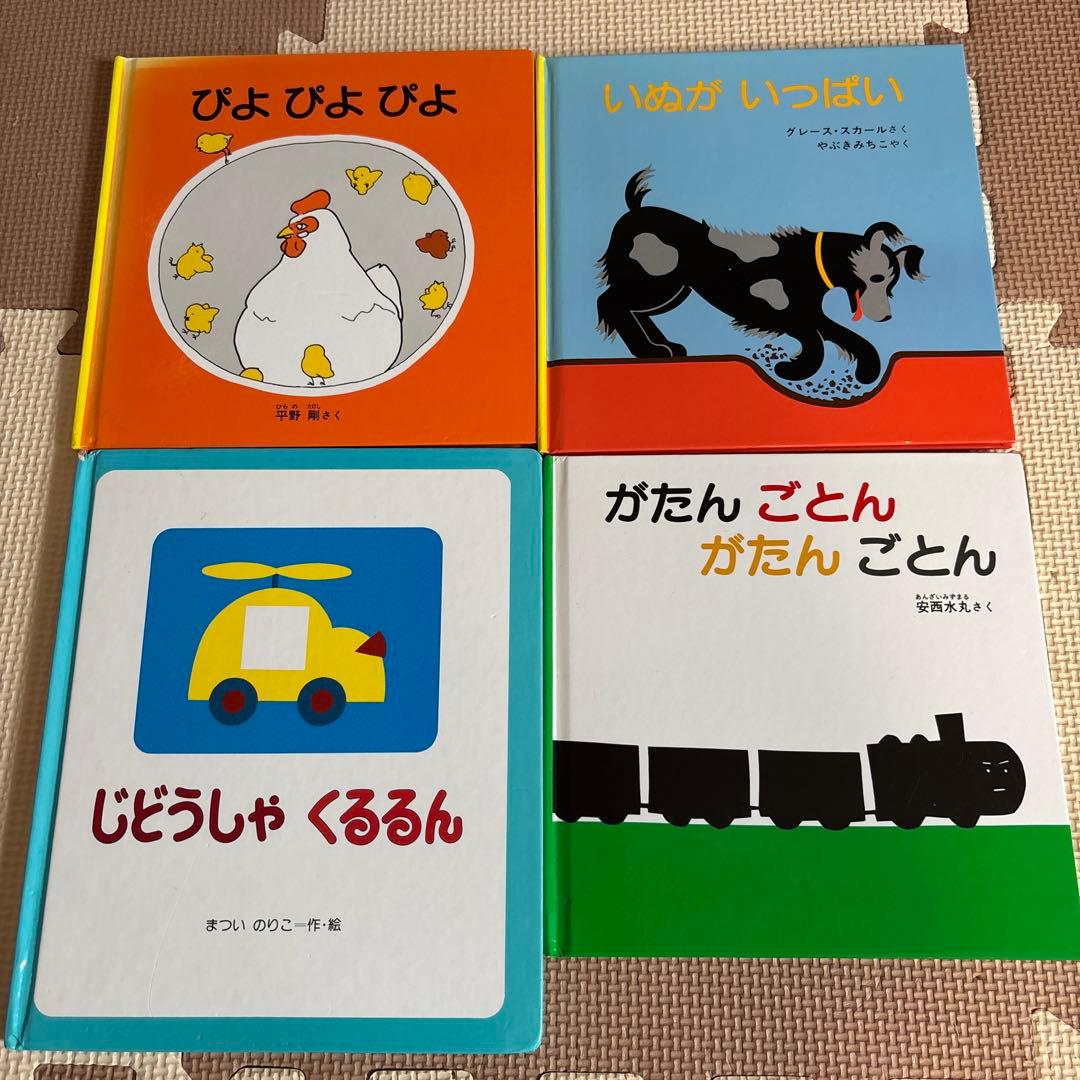 ぴよ ぴよ ぴよ
ひらの たけし
平野 剛さく
いぬが いっぱい
グレース・スカールさく
やぶきみちこやく
じどうしゃ くるるん
まつい のりこ=作・絵
がたん ごとん
がたん ごとん
あんざいみずまる
安西水丸さく